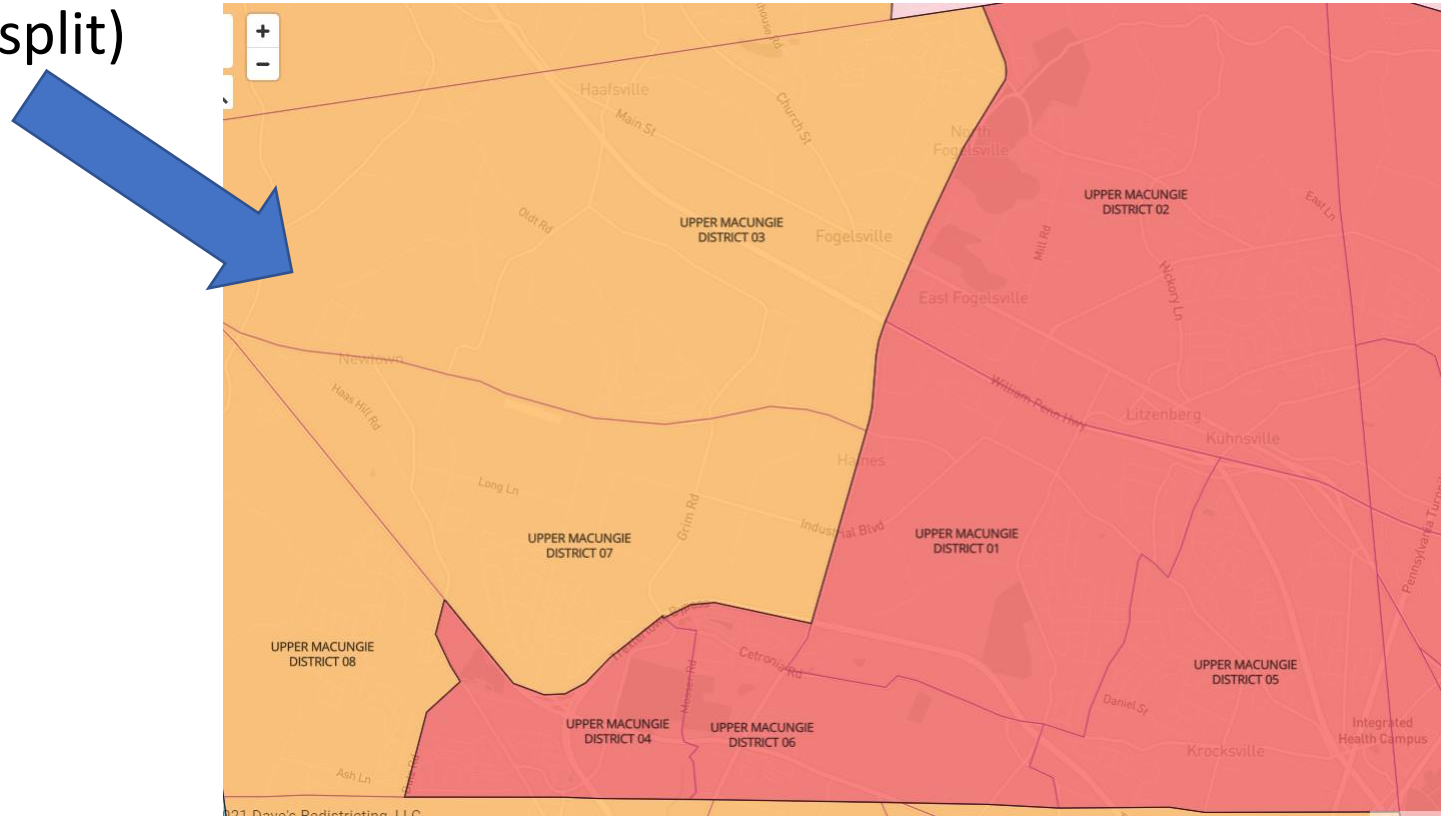 split)
+
−
Haafsville
Main St
Church St
North
Fogelsville
UPPER MACUNGIE
DISTRICT 02
East Ln
Oldt Rd
UPPER MACUNGIE
DISTRICT 03
Fogelsville
Mill Rd
Hickory Ln
East Fogelsville
Newtown
Haas Hill Rd
William Penn Hwy
Litzenberg
Kuhnsville
Haines
Long Ln
Grim Rd
Industrial Blvd
UPPER MACUNGIE
DISTRICT 07
UPPER MACUNGIE
DISTRICT 01
Pennsylvania Turn
UPPER MACUNGIE
DISTRICT 08
Cetronia Rd
Mosser Rd
UPPER MACUNGIE
DISTRICT 05
Daniel St
UPPER MACUNGIE
DISTRICT 04
UPPER MACUNGIE
DISTRICT 06
Integrated
Health Campus
Krocksville
Ash Ln
021 Dave's Redistricting, LLC